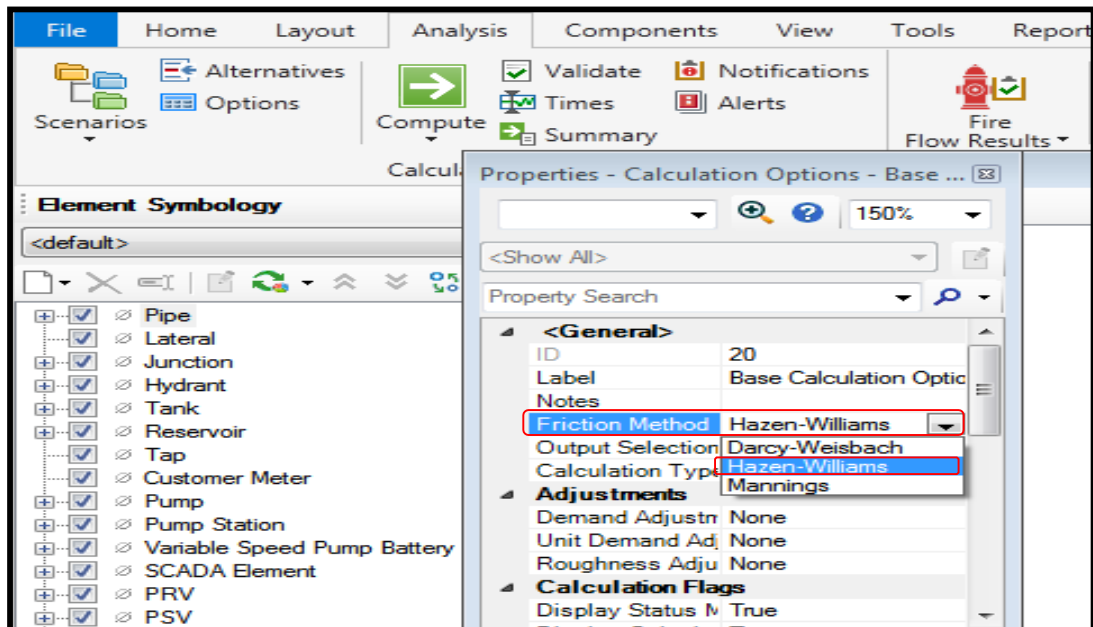 File Home Layout Analysis Components View Tools Report
Alternatives Validate Notifications
Options Times Alerts
Scenarios Compute Summary Fire
Flow Results
Calcul
Properties - Calculation Options - Base ...
Element Symbology
150%
<default>
<Show All>
Property Search
Pipe
Lateral
Junction
Hydrant
Tank
Reservoir
Tap
Customer Meter
Pump
Pump Station
Variable Speed Pump Battery
SCADA Element
PRV
PSV
<General>
ID 20
Label Base Calculation Optic
Notes
Friction Method Hazen-Williams
Output Selection Darcy-Weisbach
Calculation Type Hazen-Williams
Mannings
Adjustments
Demand Adjustm None
Unit Demand Adj None
Roughness Adju None
Calculation Flags
Display Status M True